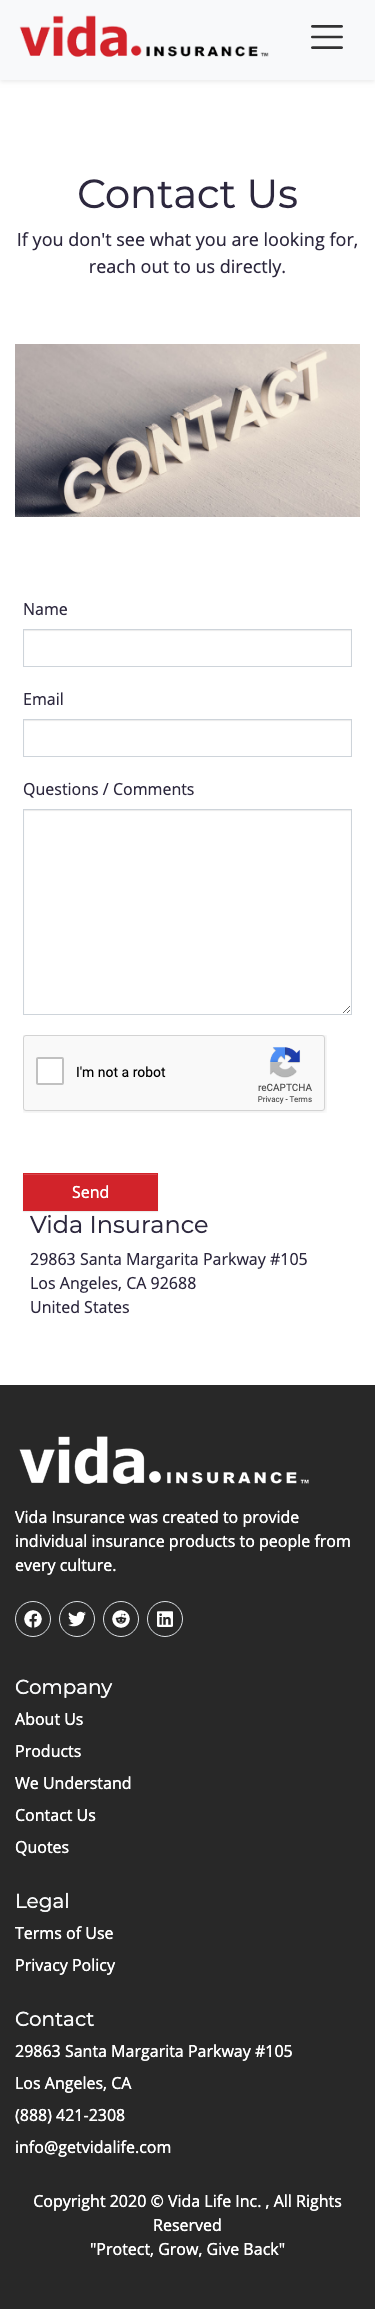 vida.INSURANCE™
Contact Us
If you don't see what you are looking for,
reach out to us directly.
CONTACT
Name
Email
Questions / Comments
I'm not a robot
reCAPTCHA
Privacy - Terms
Send
Vida Insurance
29863 Santa Margarita Parkway #105
Los Angeles, CA 92688
United States
vida.INSURANCE™
Vida Insurance was created to provide
individual insurance products to people from
every culture.
Company
About Us
Products
We Understand
Contact Us
Quotes
Legal
Terms of Use
Privacy Policy
Contact
29863 Santa Margarita Parkway #105
Los Angeles, CA
(888) 421-2308
info@getvidalife.com
Copyright 2020 © Vida Life Inc. , All Rights
Reserved
"Protect, Grow, Give Back"